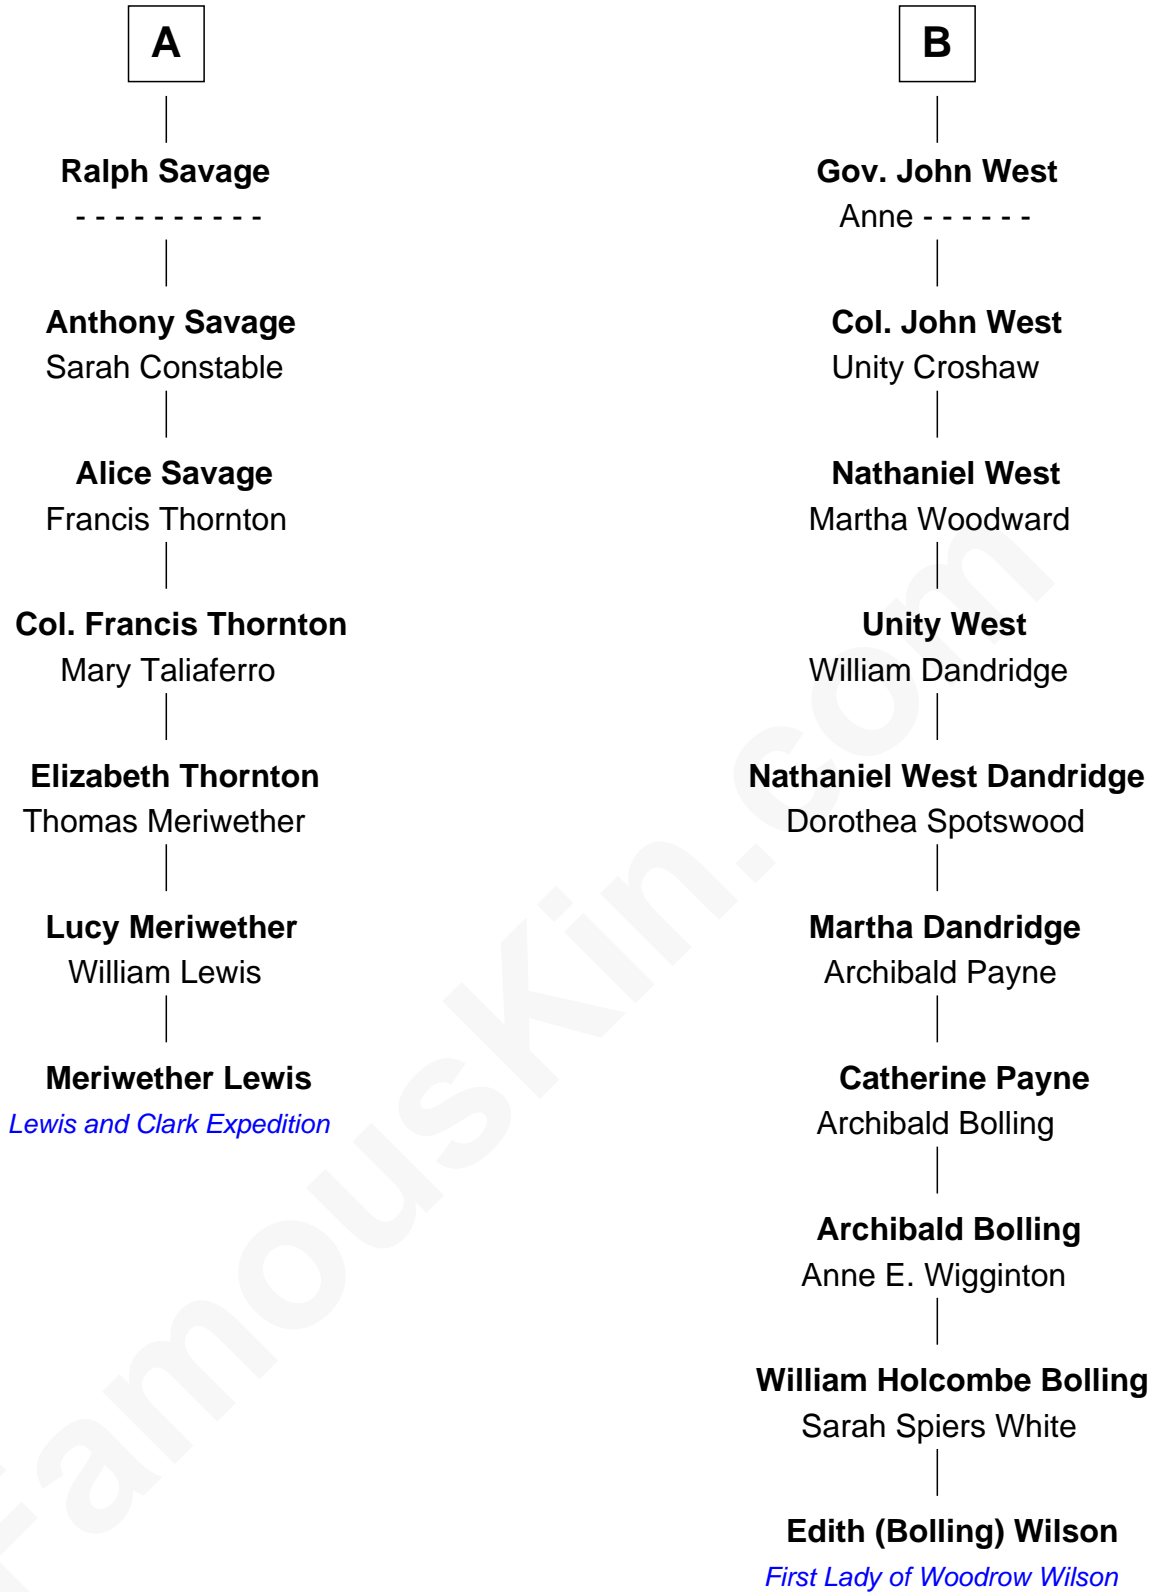 A
Ralph Savage
- - - - - - - - - -
Anthony Savage
Sarah Constable
Alice Savage
Francis Thornton
Col. Francis Thornton
Mary Taliaferro
Elizabeth Thornton
Thomas Meriwether
Lucy Meriwether
William Lewis
Meriwether Lewis
Lewis and Clark Expedition
B
Gov. John West
Anne - - - - - -
Col. John West
Unity Croshaw
Nathaniel West
Martha Woodward
Unity West
William Dandridge
Nathaniel West Dandridge
Dorothea Spotswood
Martha Dandridge
Archibald Payne
Catherine Payne
Archibald Bolling
Archibald Bolling
Anne E. Wigginton
William Holcombe Bolling
Sarah Spiers White
Edith (Bolling) Wilson
First Lady of Woodrow Wilson
FamousKin.com